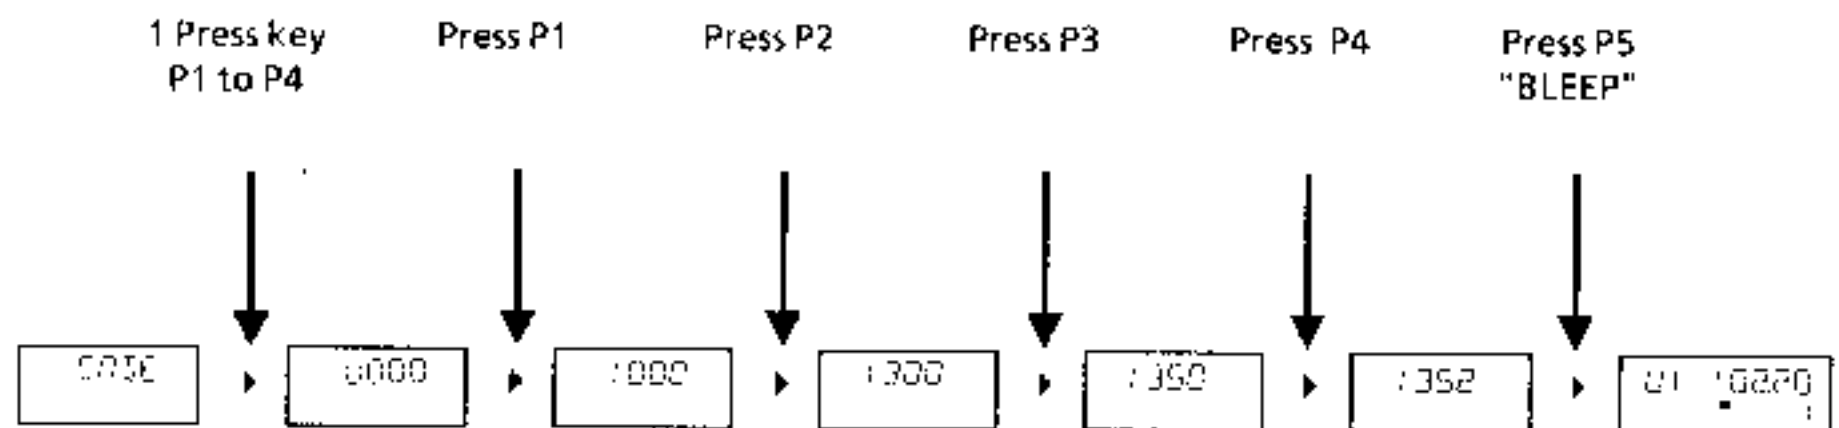 1 Press key
P1 to P4
Press P1
Press P2
Press P3
Press P4
Press P5
"BLEEP"
0000
1000
1300
1350
1352